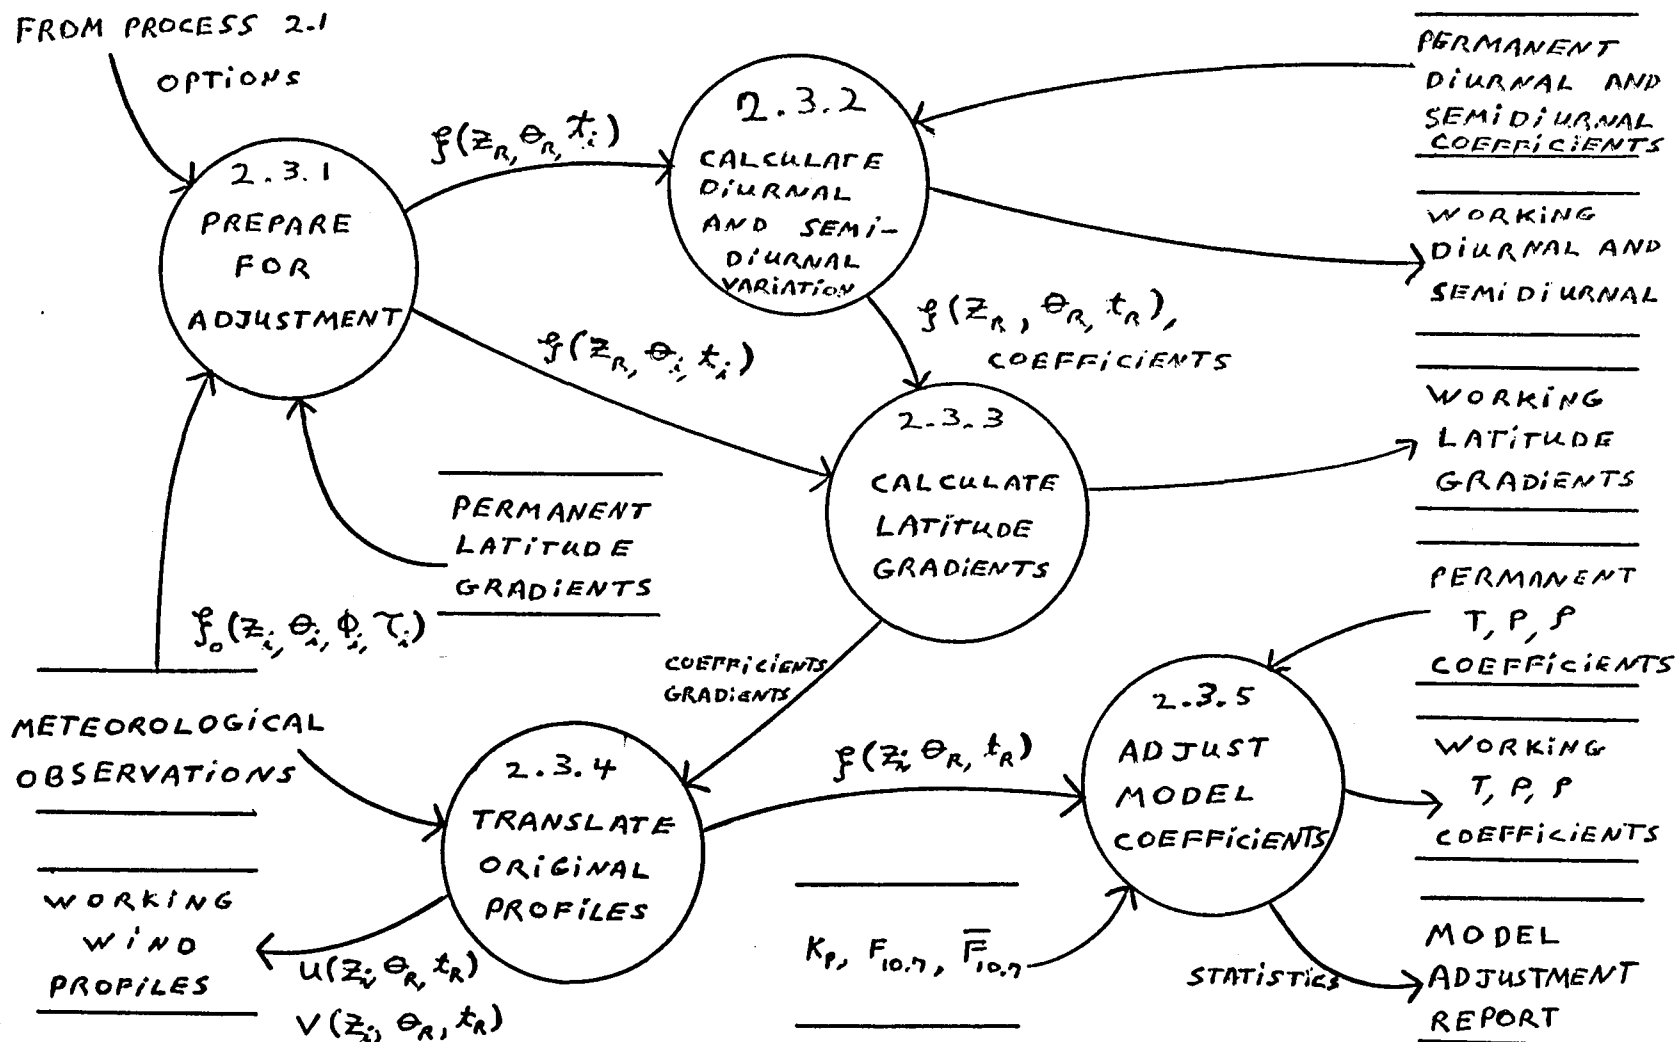 FROM PROCESS 2.1
OPTIONS
2.3.1
PREPARE
FOR
ADJUSTMENT
ξ(z_R, θ_R, t_i)
2.3.2
CALCULATE
DIURNAL
AND SEMI-
DIURNAL
VARIATION
PERMANENT
DIURNAL AND
SEMIDIURNAL
COEFFICIENTS
WORKING
DIURNAL AND
SEMIDIURNAL
ξ(z_R, θ_R, t_R),
COEFFICIENTS
ξ(z_R, θ_i, t_i)
2.3.3
CALCULATE
LATITUDE
GRADIENTS
WORKING
LATITUDE
GRADIENTS
PERMANENT
LATITUDE
GRADIENTS
ξ_o(z_i, θ_i, ϕ_i, τ_i)
COEFFICIENTS
GRADIENTS
PERMANENT
T, P, ρ
COEFFICIENTS
METEOROLOGICAL
OBSERVATIONS
2.3.4
TRANSLATE
ORIGINAL
PROFILES
ξ(z_i, θ_R, t_R)
2.3.5
ADJUST
MODEL
COEFFICIENTS
WORKING
T, P, ρ
COEFFICIENTS
WORKING
WIND
PROFILES
U(z_i, θ_R, t_R)
V(z_i, θ_R, t_R)
K_P, F_10.7, F̅_10.7
STATISTICS
MODEL
ADJUSTMENT
REPORT